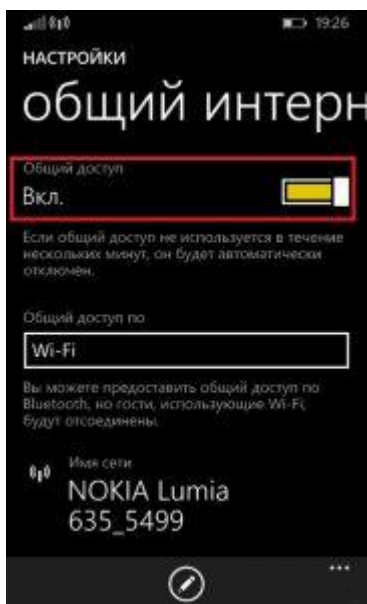 19:26
НАСТРОЙКИ
общий интерн
Общий доступ
Вкл.
Если общий доступ не используется в течение
нескольких минут, он будет автоматически
отключен.
Общий доступ по
Wi-Fi
Вы можете предоставить общий доступ по
Bluetooth, но гости, использующие Wi-Fi,
будут отсоединены.
Имя сети
NOKIA Lumia
635_5499